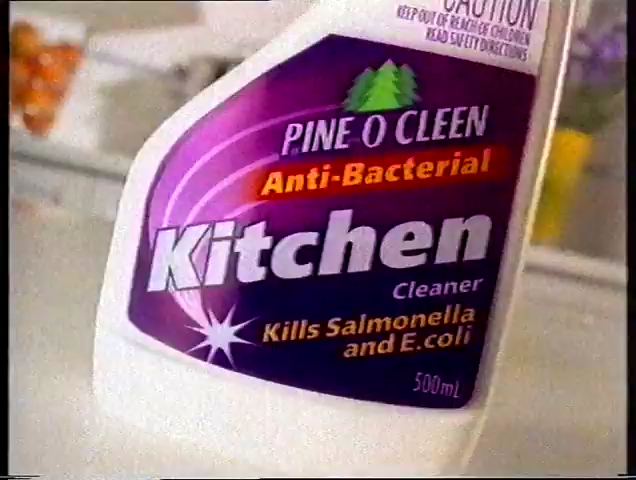 CAUTION
KEEP OUT OF REACH OF CHILDREN
READ SAFETY DIRECTIONS
PINE O CLEEN
Anti-Bacterial
Kitchen
Cleaner
Kills Salmonella
and E.coli
500mL